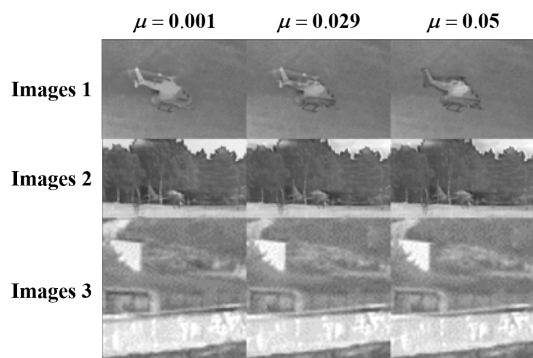 μ = 0.001 μ = 0.029 μ = 0.05
Images 1
Images 2
Images 3